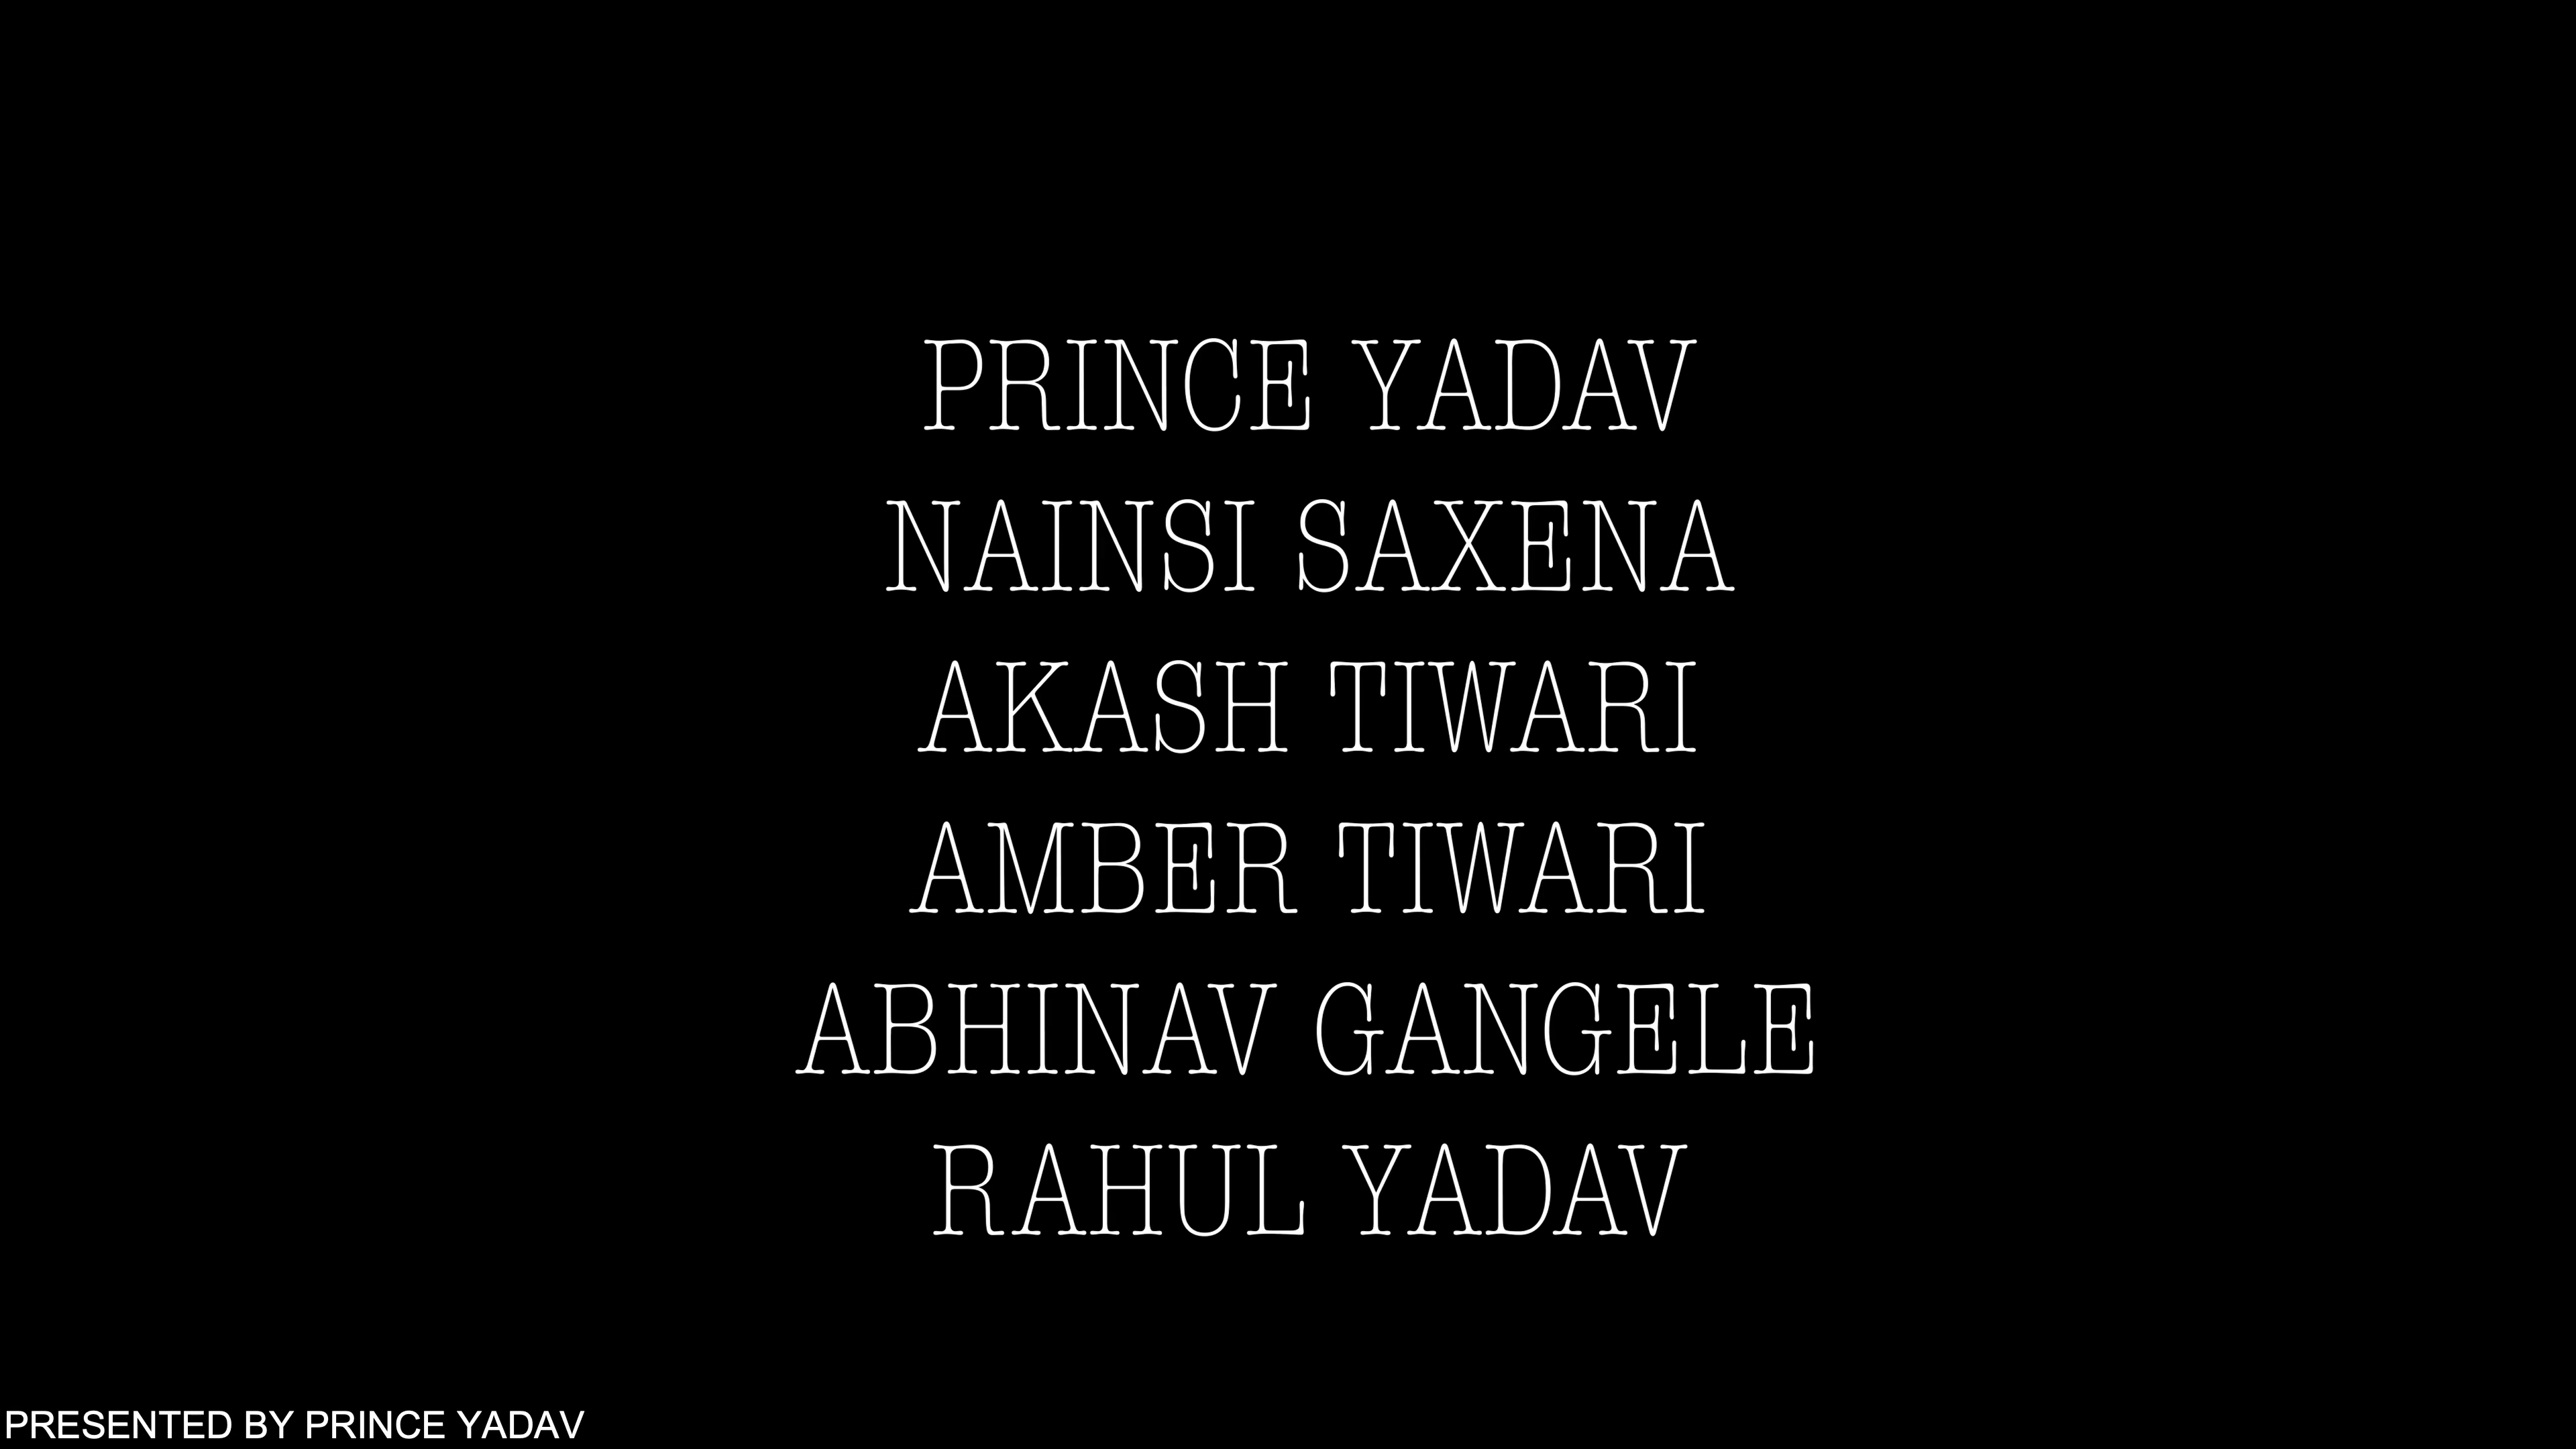 PRINCE YADAV
NAINSI SAXENA
AKASH TIWARI
AMBER TIWARI
ABHINAV GANGELE
RAHUL YADAV
PRESENTED BY PRINCE YADAV